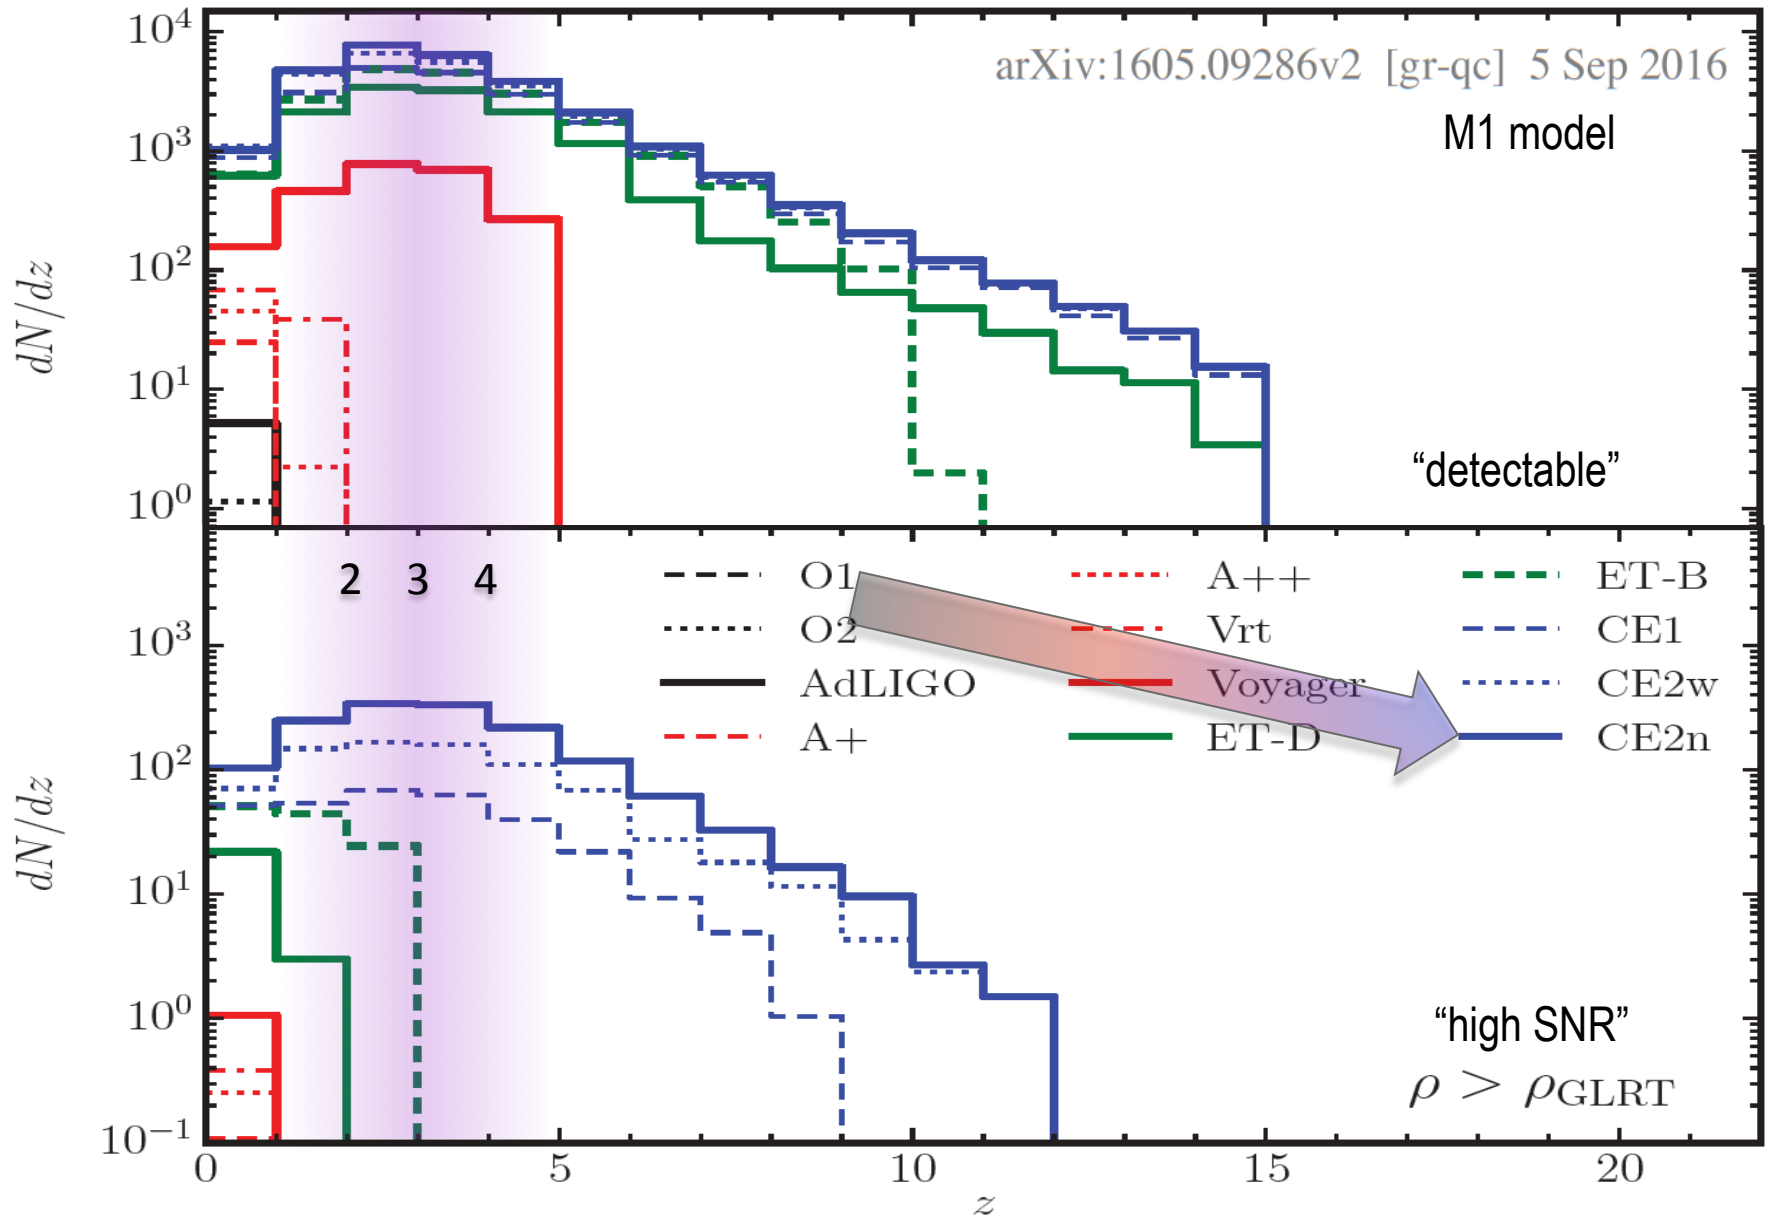 10^4
arXiv:1605.09286v2 [gr-qc] 5 Sep 2016
M1 model
10^3
dN/dz
10^2
10^1
"detectable"
10^0
2 3 4
O1 A++ ET-B
O2 Vrt CE1
AdLIGO Voyager CE2w
A+ ET-D CE2n
10^3
10^2
dN/dz
10^1
10^0
"high SNR"
ρ > ρ_GLRT
10^−1
0 5 10 15 20
z